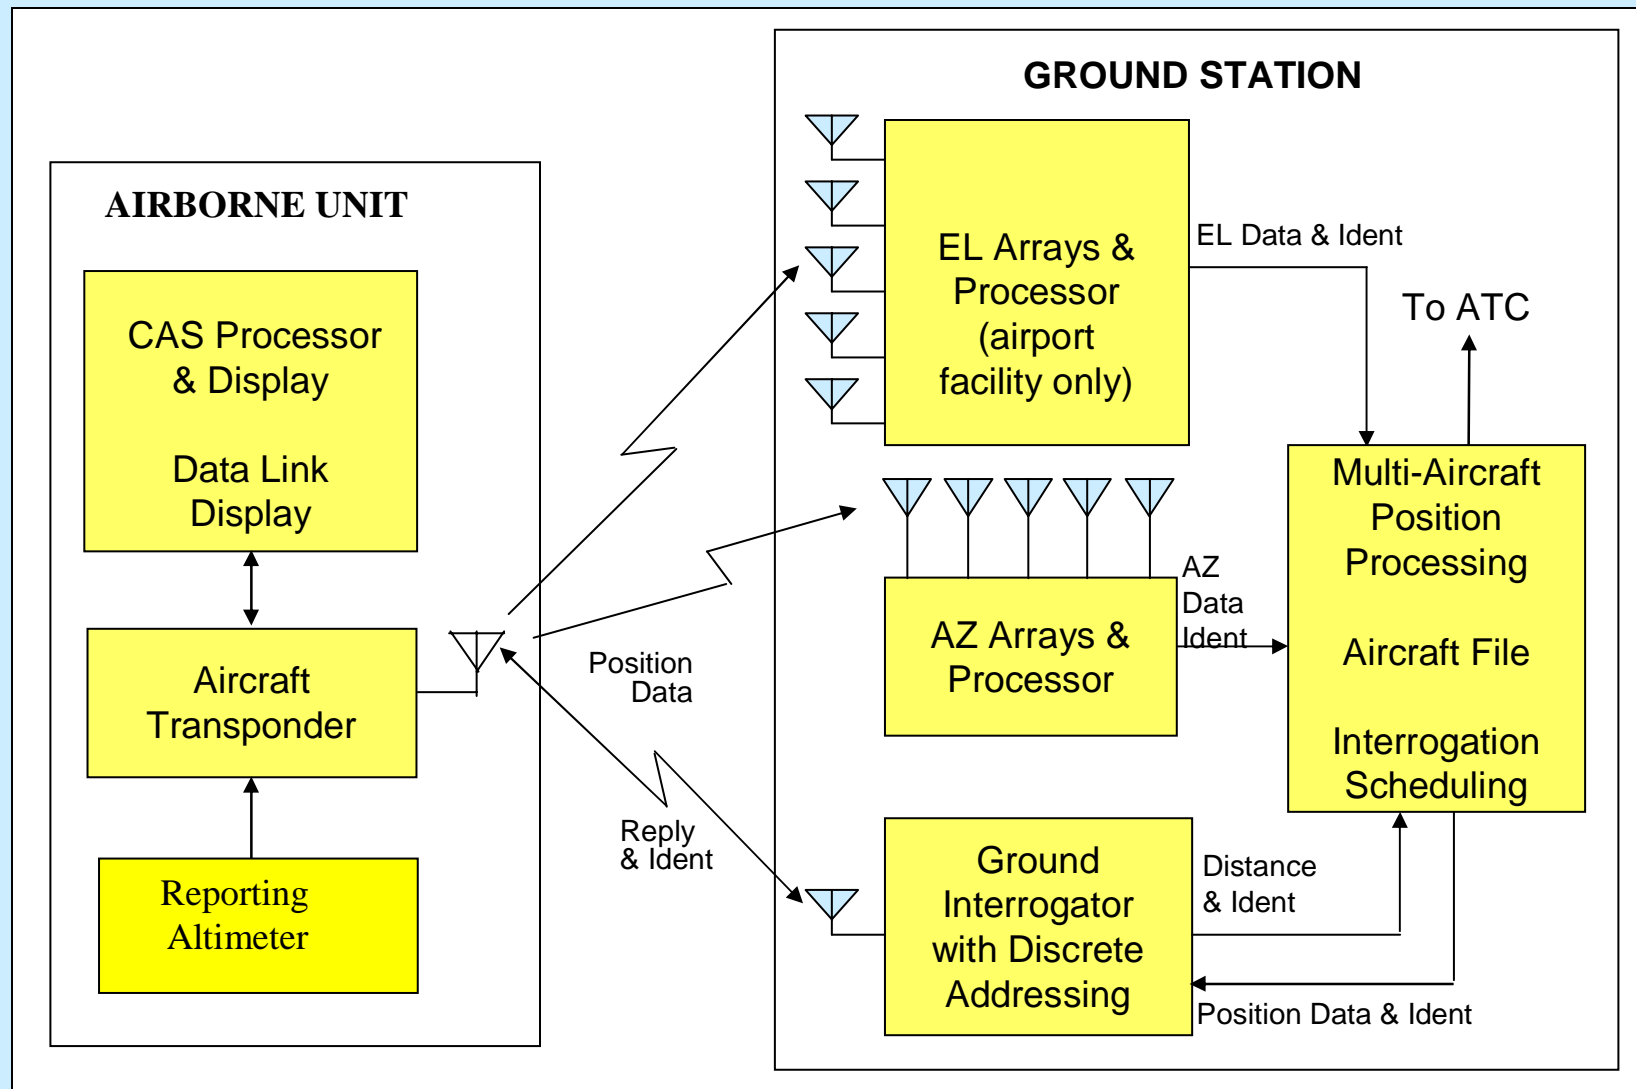 GROUND STATION
AIRBORNE UNIT
CAS Processor
& Display
Data Link
Display
Aircraft
Transponder
Reporting
Altimeter
Position
Data
Reply
& Ident
EL Arrays &
Processor
(airport
facility only)
EL Data & Ident
To ATC
AZ Arrays &
Processor
AZ
Data
Ident
Multi-Aircraft
Position
Processing
Aircraft File
Interrogation
Scheduling
Ground
Interrogator
with Discrete
Addressing
Distance
& Ident
Position Data & Ident